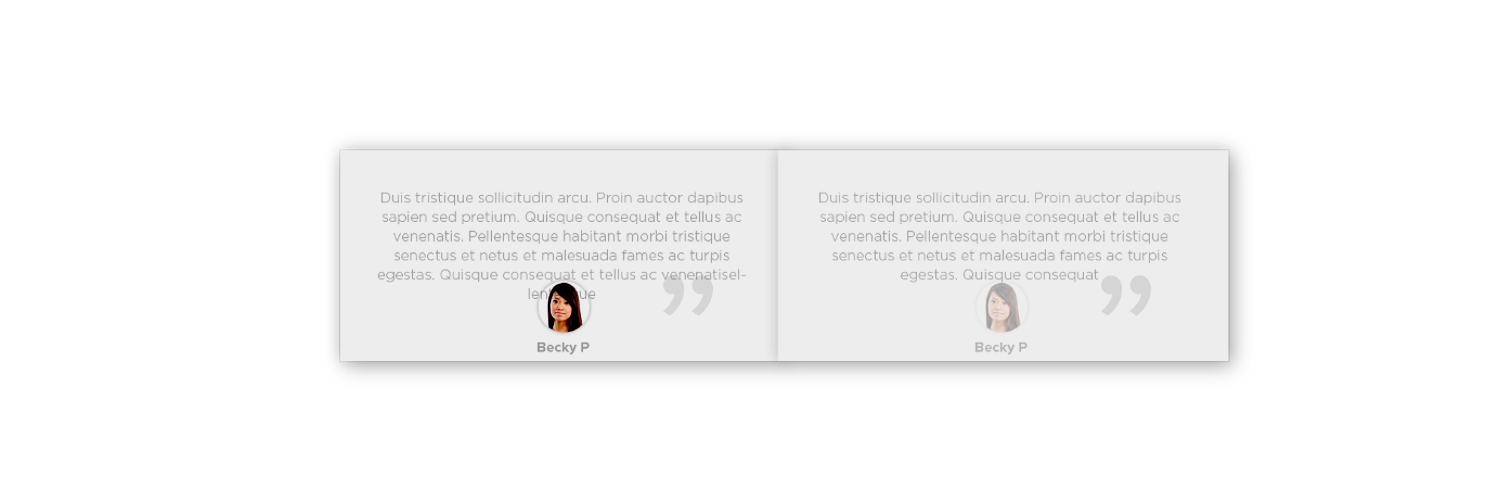 Duis tristique sollicitudin arcu. Proin auctor dapibus
sapien sed pretium. Quisque consequat et tellus ac
venenatis. Pellentesque habitant morbi tristique
senectus et netus et malesuada fames ac turpis
egestas. Quisque consequat et tellus ac venenatisel-
”
Becky P
Duis tristique sollicitudin arcu. Proin auctor dapibus
sapien sed pretium. Quisque consequat et tellus ac
venenatis. Pellentesque habitant morbi tristique
senectus et netus et malesuada fames ac turpis
egestas. Quisque consequat
”
Becky P